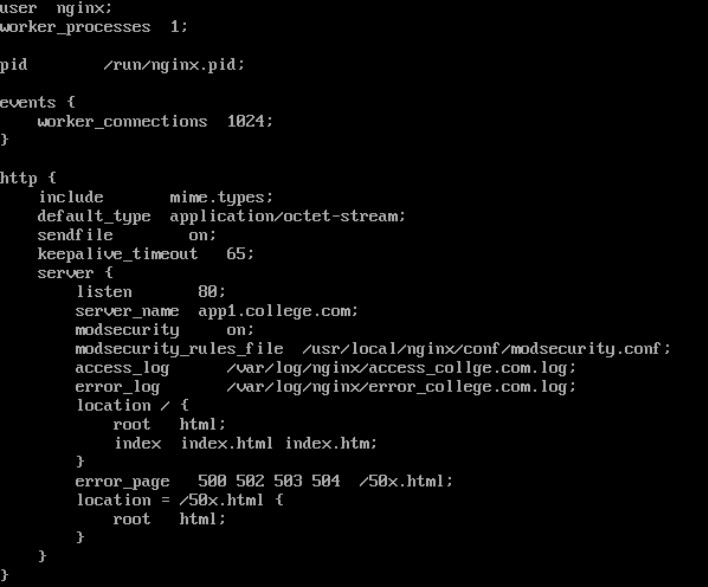 user  nginx;
worker_processes  1;
pid        /run/nginx.pid;
events {
    worker_connections  1024;
}
http {
    include       mime.types;
    default_type  application/octet-stream;
    sendfile        on;
    keepalive_timeout   65;
    server {
        listen       80;
        server_name  app1.college.com;
        modsecurity     on;
        modsecurity_rules_file  /usr/local/nginx/conf/modsecurity.conf;
        access_log      /var/log/nginx/access_collge.com.log;
        error_log       /var/log/nginx/error_college.com.log;
        location / {
            root   html;
            index  index.html index.htm;
        }
        error_page   500 502 503 504  /50x.html;
        location = /50x.html {
            root   html;
        }
    }
}